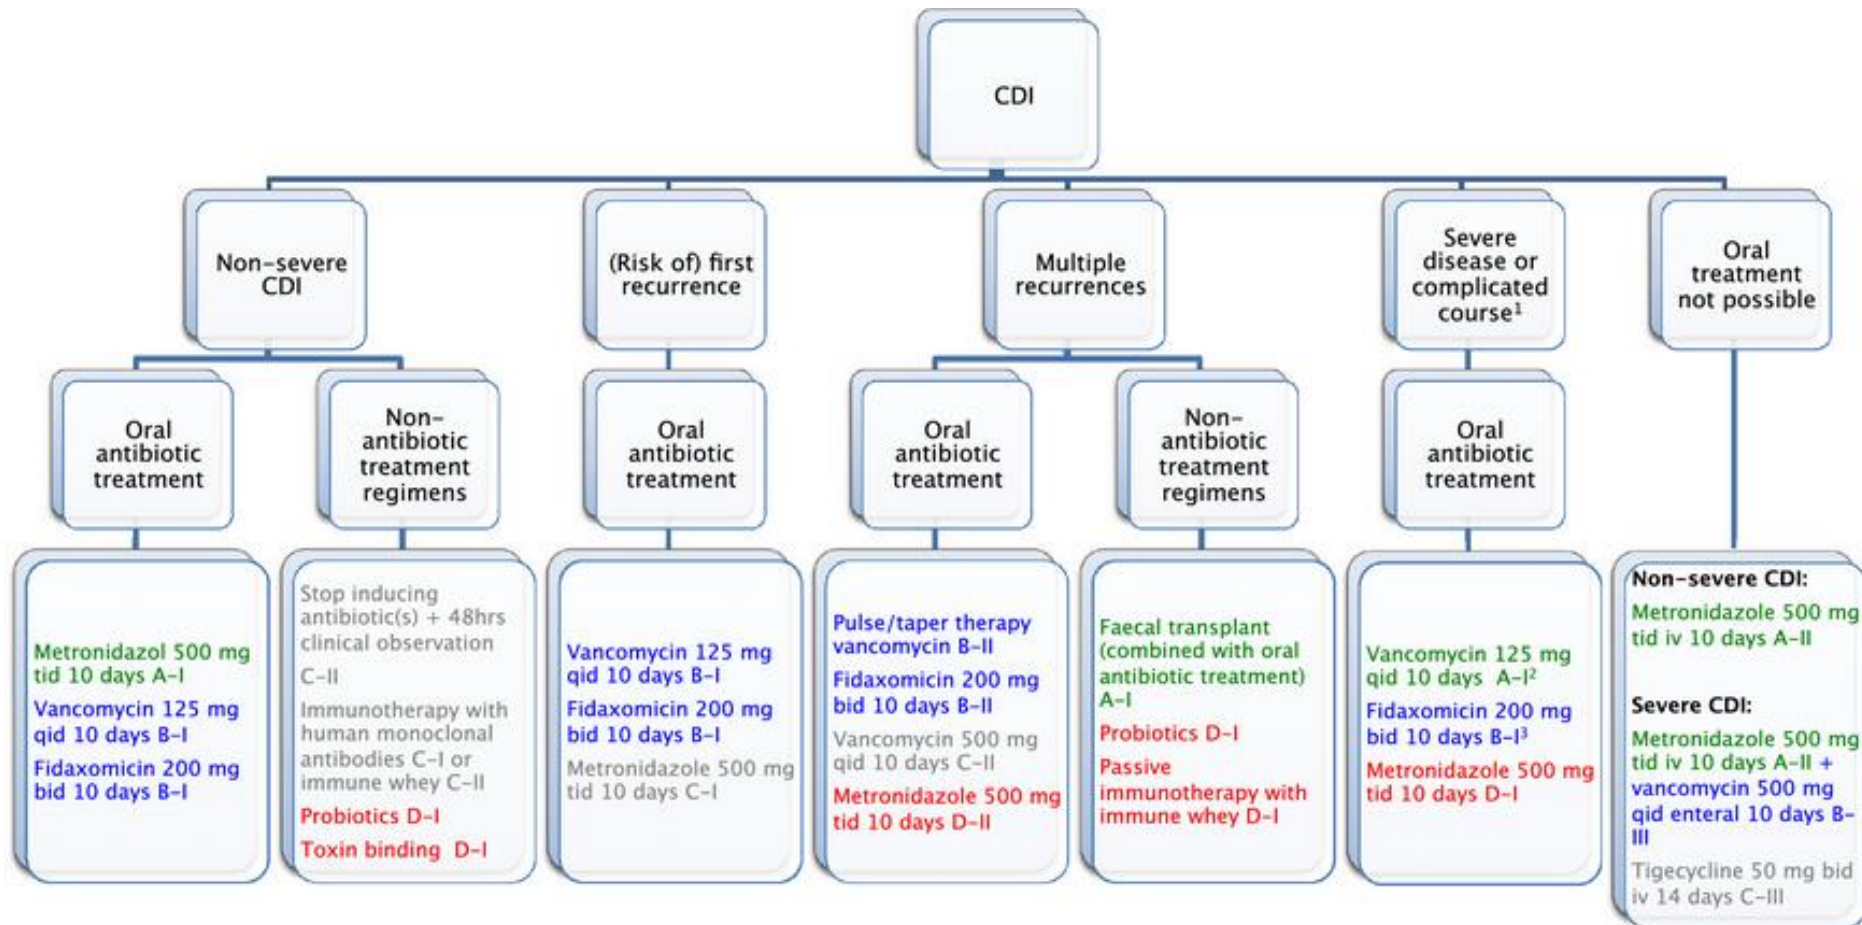 CDI
Non-severe
CDI
(Risk of) first
recurrence
Multiple
recurrences
Severe
disease or
complicated
course¹
Oral
treatment
not possible
Oral
antibiotic
treatment
Non-
antibiotic
treatment
regimens
Oral
antibiotic
treatment
Oral
antibiotic
treatment
Non-
antibiotic
treatment
regimens
Oral
antibiotic
treatment
Metronidazol 500 mg
tid 10 days A-I
Vancomycin 125 mg
qid 10 days B-I
Fidaxomicin 200 mg
bid 10 days B-I
Stop inducing
antibiotic(s) + 48hrs
clinical observation
C-II
Immunotherapy with
human monoclonal
antibodies C-I or
immune whey C-II
Probiotics D-I
Toxin binding D-I
Vancomycin 125 mg
qid 10 days B-I
Fidaxomicin 200 mg
bid 10 days B-I
Metronidazole 500 mg
tid 10 days C-I
Pulse/taper therapy
vancomycin B-II
Fidaxomicin 200 mg
bid 10 days B-II
Vancomycin 500 mg
qid 10 days C-II
Metronidazole 500 mg
tid 10 days D-II
Faecal transplant
(combined with oral
antibiotic treatment)
A-I
Probiotics D-I
Passive
immunotherapy with
immune whey D-I
Vancomycin 125 mg
qid 10 days A-I²
Fidaxomicin 200 mg
bid 10 days B-I³
Metronidazole 500 mg
tid 10 days D-I
Non-severe CDI:
Metronidazole 500 mg
tid iv 10 days A-II
Severe CDI:
Metronidazole 500 mg
tid iv 10 days A-II +
vancomycin 500 mg
qid enteral 10 days B-
III
Tigecycline 50 mg bid
iv 14 days C-III